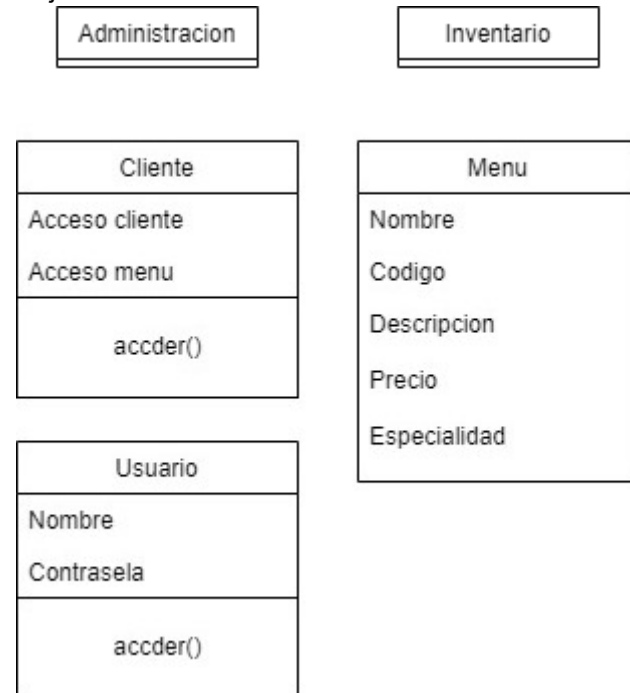 Administracion
Inventario
Cliente
Acceso cliente
Acceso menu
accder()
Menu
Nombre
Codigo
Descripcion
Precio
Especialidad
Usuario
Nombre
Contrasela
accder()